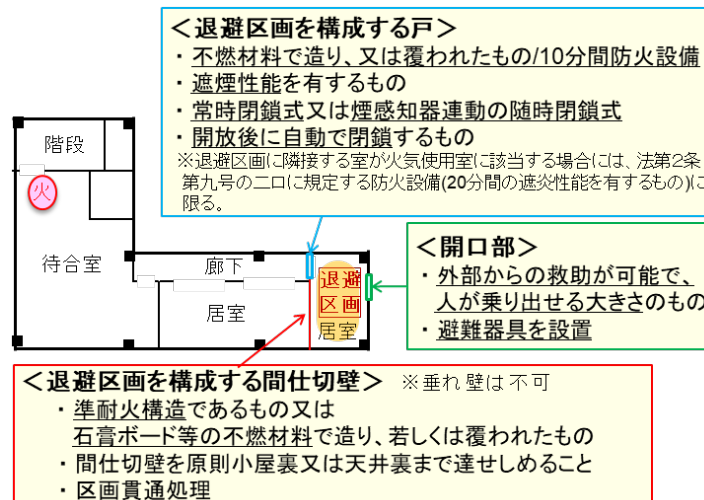 ＜退避区画を構成する戸＞
・不燃材料で造り、又は覆われたもの/10分間防火設備
・遮煙性能を有するもの
・常時閉鎖式又は煙感知器連動の随時閉鎖式
・開放後に自動で閉鎖するもの
※退避区画に隣接する室が火気使用室に該当する場合には、法第2条
第九号の二ロに規定する防火設備(20分間の遮炎性能を有するもの)に
限る。
階段
火
待合室
廊下
居室
退避
区画
居室
＜開口部＞
・外部からの救助が可能で、
人が乗り出せる大きさのもの
・避難器具を設置
＜退避区画を構成する間仕切壁＞ ※垂れ壁は不可
・準耐火構造であるもの又は
石膏ボード等の不燃材料で造り、若しくは覆われたもの
・間仕切壁を原則小屋裏又は天井裏まで達せしめること
・区画貫通処理